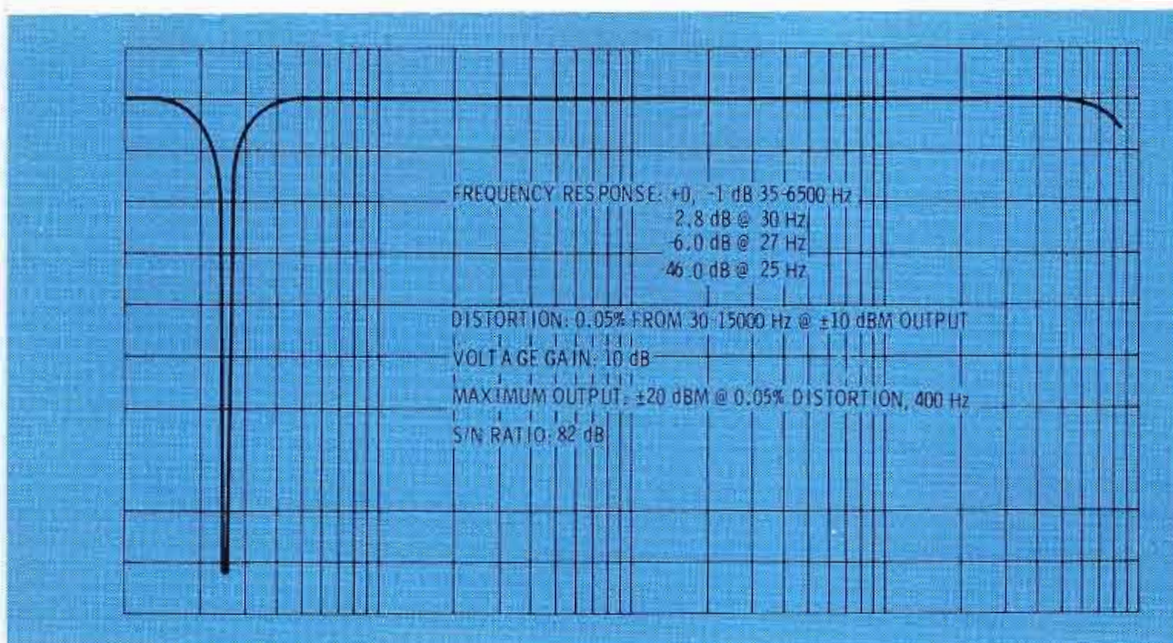 FREQUENCY RESPONSE: +0, -1 dB 35-6500 Hz
-2.8 dB @ 30 Hz
-6.0 dB @ 27 Hz
-46.0 dB @ 25 Hz
DISTORTION: 0.05% FROM 30-15000 Hz @ ±10 dBM OUTPUT
VOLTAGE GAIN: 10 dB
MAXIMUM OUTPUT: ±20 dBM @ 0.05% DISTORTION, 400 Hz
S/N RATIO: 82 dB